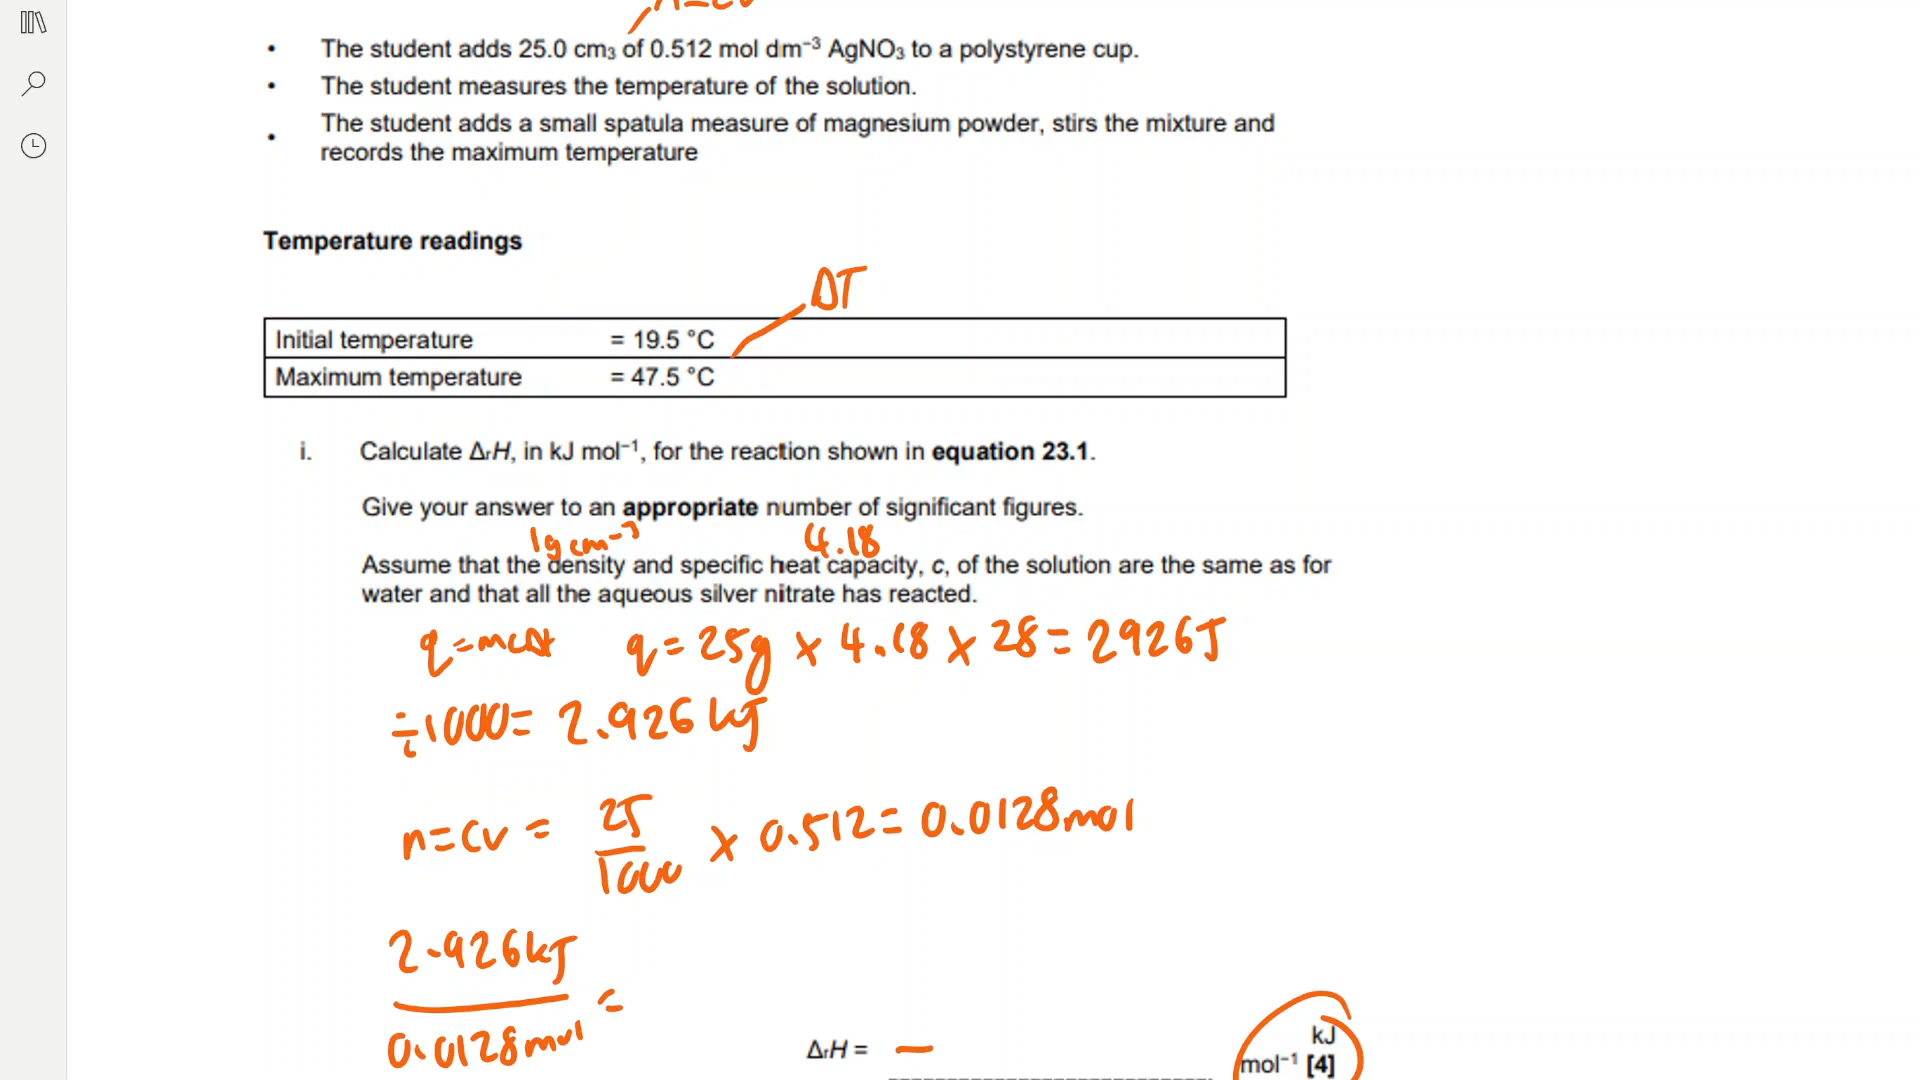 • The student adds 25.0 cm3 of 0.512 mol dm⁻³ AgNO₃ to a polystyrene cup.
• The student measures the temperature of the solution.
• The student adds a small spatula measure of magnesium powder, stirs the mixture and
records the maximum temperature
Temperature readings
ΔT
Initial temperature = 19.5 °C
Maximum temperature = 47.5 °C
i. Calculate ΔrH, in kJ mol⁻¹, for the reaction shown in equation 23.1.
Give your answer to an appropriate number of significant figures.
1g cm⁻³ 4.18
Assume that the density and specific heat capacity, c, of the solution are the same as for
water and that all the aqueous silver nitrate has reacted.
q=mcΔt q= 25g × 4.18 × 28 = 2926J
÷1000= 2.926 kJ
n=cv = 25/1000 × 0.512= 0.0128mol
2.926kJ
=
0.0128mol
ΔrH = —
kJ
mol⁻¹ [4]